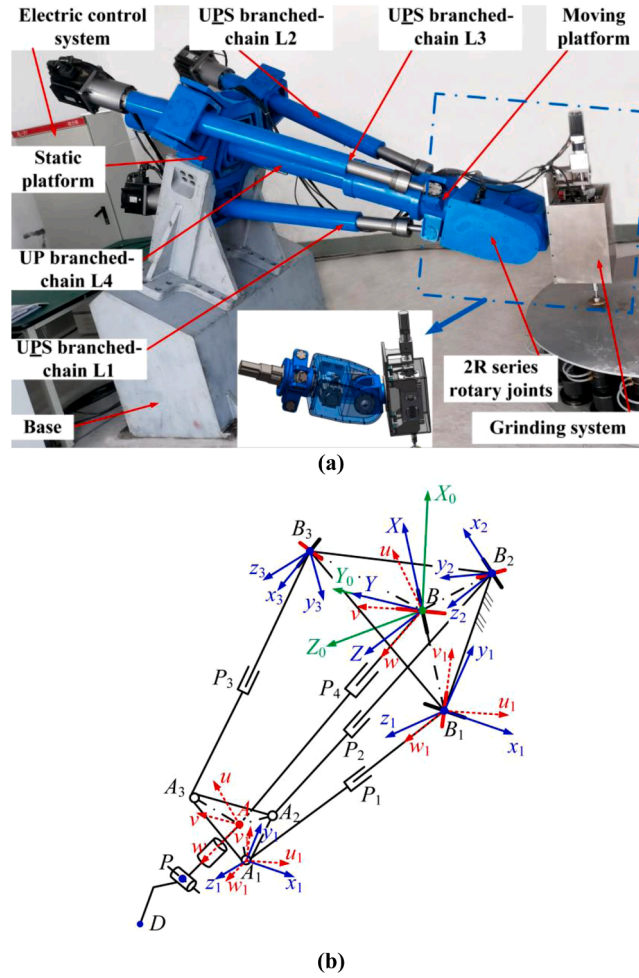 Electric control
system
UPS branched-
chain L2
UPS branched-
chain L3
Moving
platform
Static
platform
UP branched-
chain L4
UPS branched-
chain L1
Base
2R series
rotary joints
Grinding system
(a)
X₀
B₃
X
x₂
u
B₂
z₃
Y₀
Y
y₂
x₃
y₃
B
v
z₂
Z₀
Z
w
v₁
y₁
P₃
P₄
z₁
u₁
P₂
w₁
B₁
x₁
P₁
A₃
u
A
A₂
v
v
y₁
w
P
A₁
u₁
z₁
w₁
x₁
D
(b)